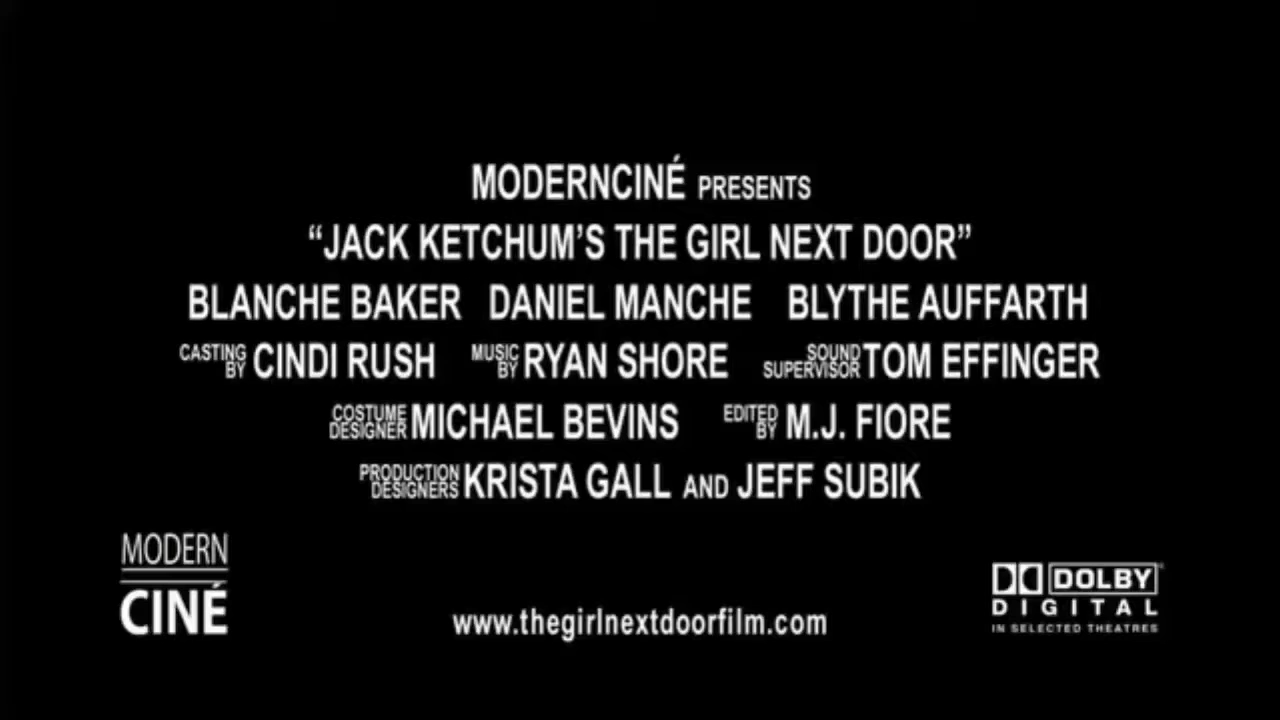 MODERNCINÉ PRESENTS
“JACK KETCHUM’S THE GIRL NEXT DOOR”
BLANCHE BAKER DANIEL MANCHE BLYTHE AUFFARTH
CASTING BY CINDI RUSH MUSIC BY RYAN SHORE SOUND SUPERVISOR TOM EFFINGER
COSTUME DESIGNER MICHAEL BEVINS EDITED BY M.J. FIORE
PRODUCTION DESIGNERS KRISTA GALL AND JEFF SUBIK
MODERN
CINÉ
www.thegirlnextdoorfilm.com
DOLBY
DIGITAL
IN SELECTED THEATRES